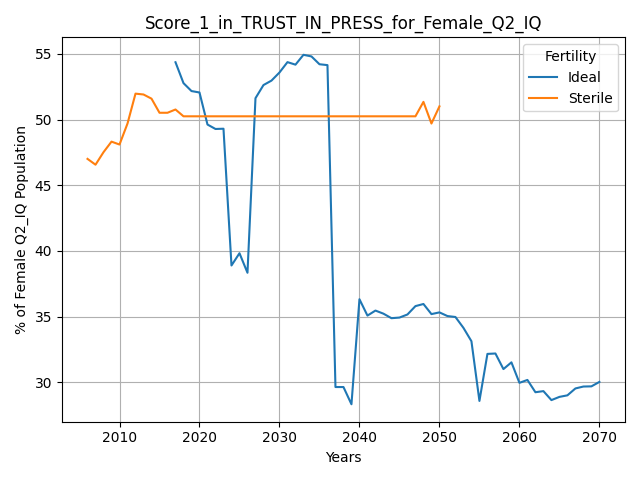 Score_1_in_TRUST_IN_PRESS_for_Female_Q2_IQ
% of Female Q2_IQ Population
55
50
45
40
35
30
Fertility
Ideal
Sterile
2010
2020
2030
2040
2050
2060
2070
Years